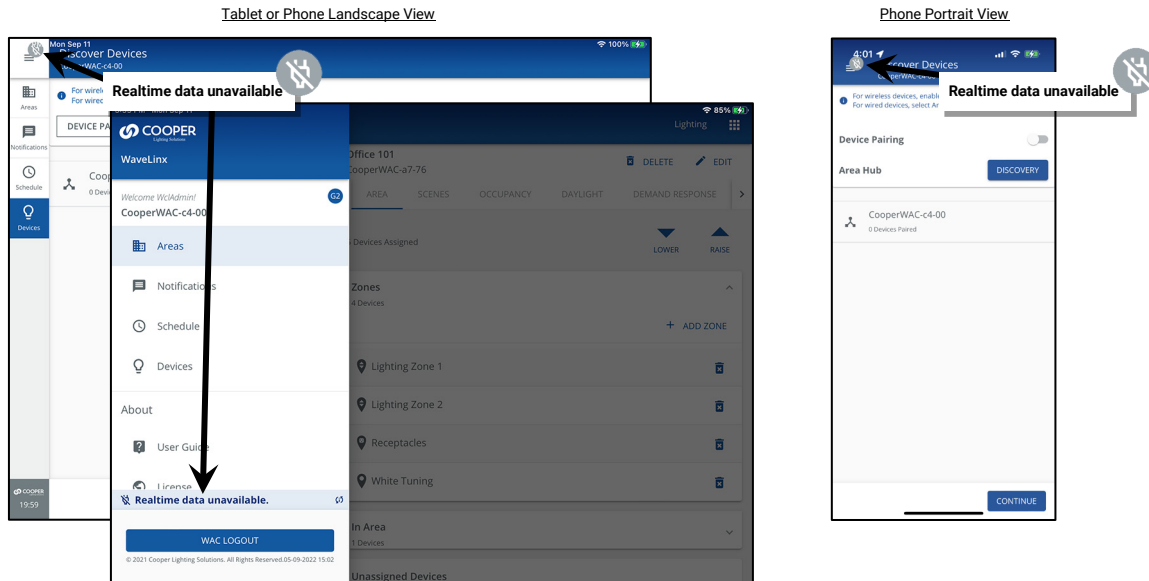 Tablet or Phone Landscape View
Phone Portrait View
Mon Sep 11
100%
Discover Devices
WAC-c4-00
Areas
Notifications
Schedule
Devices
COOPER
19:59
For wired
DEVICE PA
Coop
0 Devi
Realtime data unavailable
85%
COOPER
Lighting Solutions
WaveLinx
Welcome WclAdmin!
CooperWAC-c4-00
G2
Areas
Notifications
Schedule
Devices
About
User Guide
License
Realtime data unavailable.
WAC LOGOUT
© 2021 Cooper Lighting Solutions. All Rights Reserved.05-09-2022 15:02
Lighting
Office 101
CooperWAC-a7-76
DELETE
EDIT
AREA
SCENES
OCCUPANCY
DAYLIGHT
DEMAND RESPONSE
Devices Assigned
LOWER
RAISE
Zones
4 Devices
+ ADD ZONE
Lighting Zone 1
Lighting Zone 2
Receptacles
White Tuning
In Area
1 Devices
Unassigned Devices
4:01
Discover Devices
Realtime data unavailable
For wireless devices, enabl
For wired devices, select Ar
Device Pairing
Area Hub
DISCOVERY
CooperWAC-c4-00
0 Devices Paired
CONTINUE